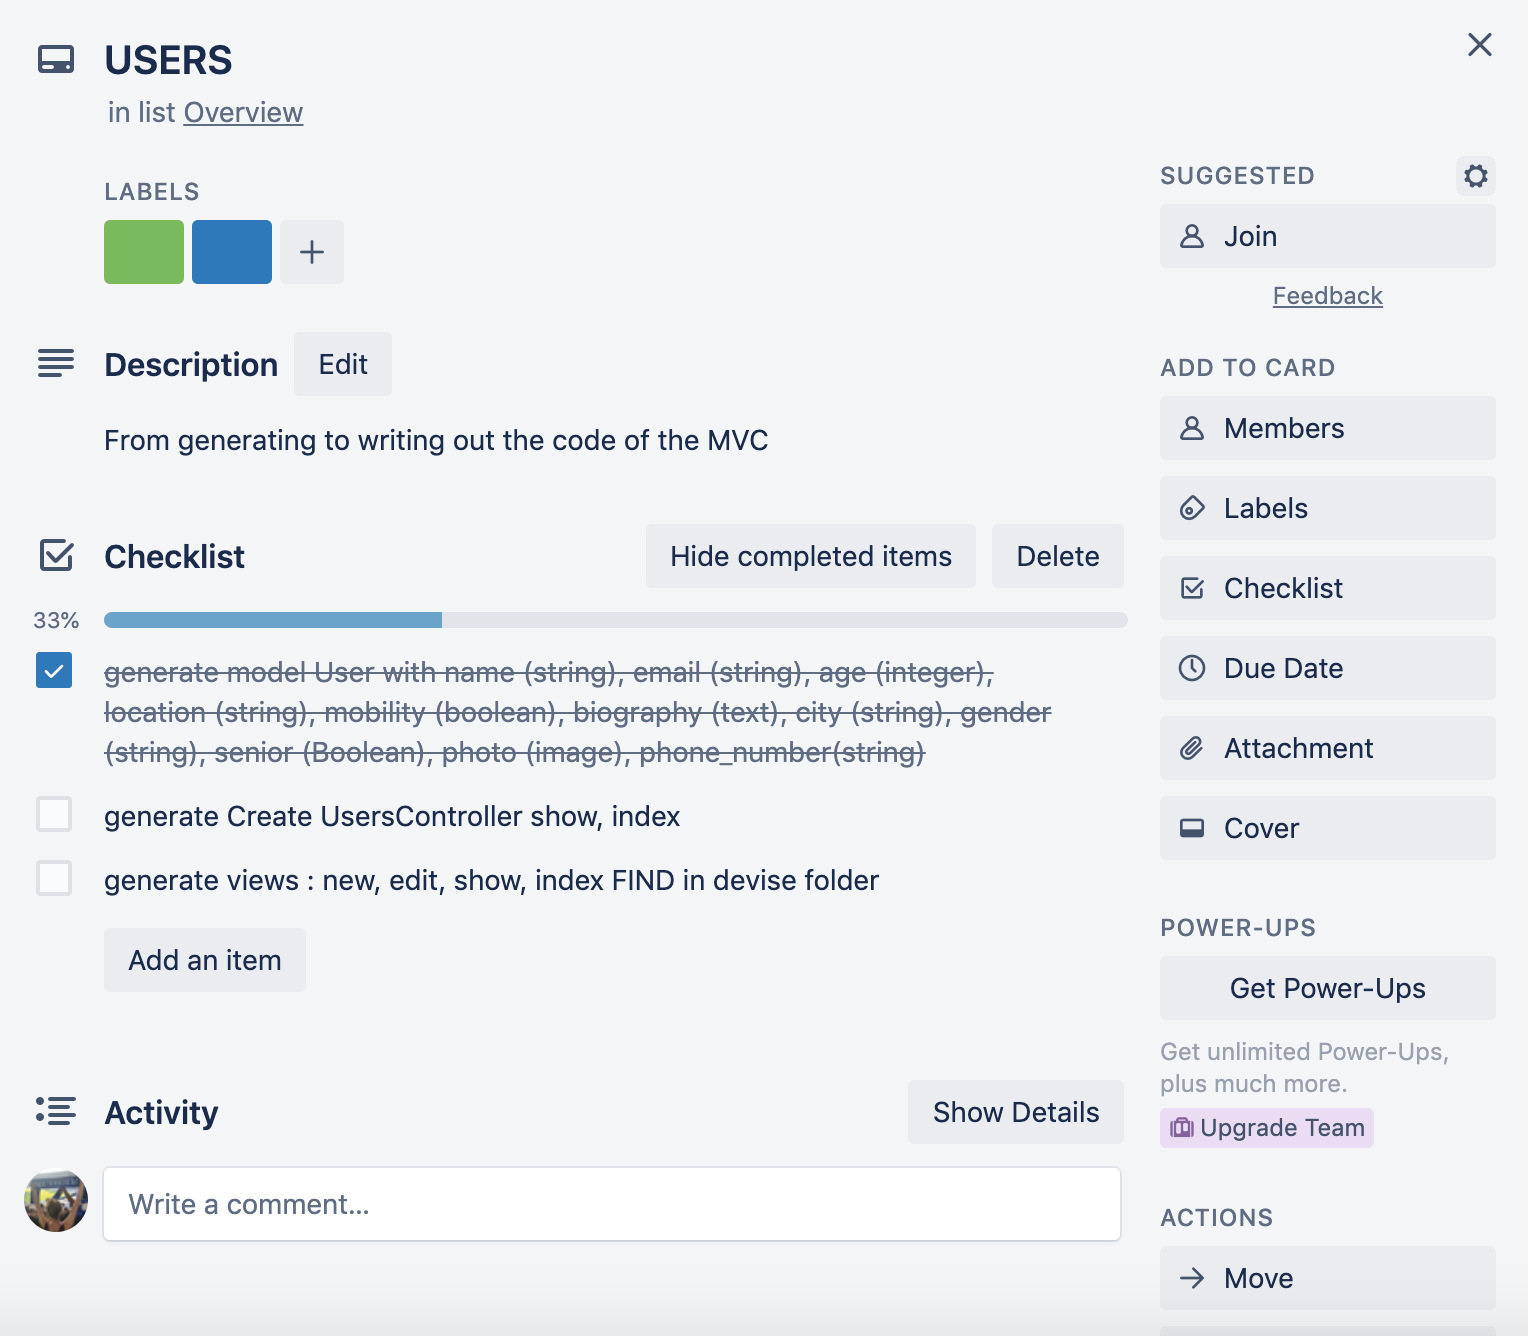 USERS
in list Overview
LABELS
Description
Edit
From generating to writing out the code of the MVC
Checklist
Hide completed items
Delete
33%
generate model User with name (string), email (string), age (integer),
location (string), mobility (boolean), biography (text), city (string), gender
(string), senior (Boolean), photo (image), phone_number(string)
generate Create UsersController show, index
generate views : new, edit, show, index FIND in devise folder
Add an item
Activity
Show Details
Write a comment...
SUGGESTED
Join
Feedback
ADD TO CARD
Members
Labels
Checklist
Due Date
Attachment
Cover
POWER-UPS
Get Power-Ups
Get unlimited Power-Ups,
plus much more.
Upgrade Team
ACTIONS
Move